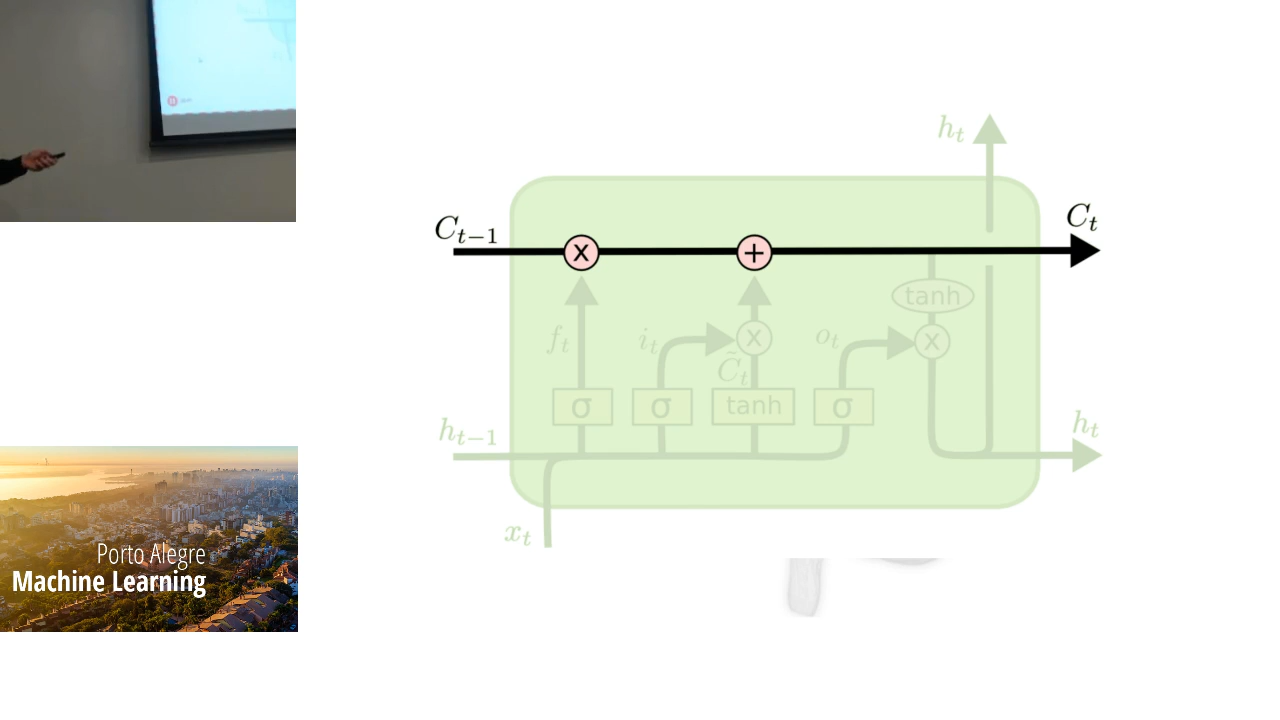 h_t
C_{t-1}
C_t
x
+
tanh
f_t
i_t
x
o_t
x
C̃_t
σ
σ
tanh
σ
h_{t-1}
h_t
x_t
Porto Alegre
Machine Learning